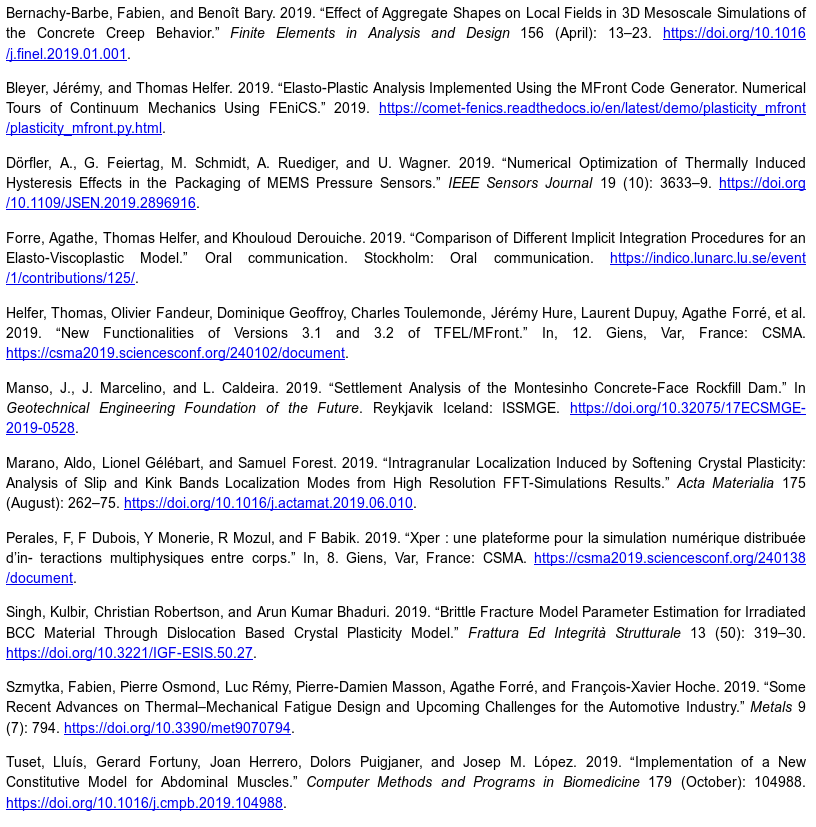 Bernachy-Barbe, Fabien, and Benoît Bary. 2019. “Effect of Aggregate Shapes on Local Fields in 3D Mesoscale Simulations of
the Concrete Creep Behavior.” Finite Elements in Analysis and Design 156 (April): 13–23. https://doi.org/10.1016
/j.finel.2019.01.001.
Bleyer, Jérémy, and Thomas Helfer. 2019. “Elasto-Plastic Analysis Implemented Using the MFront Code Generator. Numerical
Tours of Continuum Mechanics Using FEniCS.” 2019. https://comet-fenics.readthedocs.io/en/latest/demo/plasticity_mfront
/plasticity_mfront.py.html.
Dörfler, A., G. Feiertag, M. Schmidt, A. Ruediger, and U. Wagner. 2019. “Numerical Optimization of Thermally Induced
Hysteresis Effects in the Packaging of MEMS Pressure Sensors.” IEEE Sensors Journal 19 (10): 3633–9. https://doi.org
/10.1109/JSEN.2019.2896916.
Forre, Agathe, Thomas Helfer, and Khouloud Derouiche. 2019. “Comparison of Different Implicit Integration Procedures for an
Elasto-Viscoplastic Model.” Oral communication. Stockholm: Oral communication. https://indico.lunarc.lu.se/event
/1/contributions/125/.
Helfer, Thomas, Olivier Fandeur, Dominique Geoffroy, Charles Toulemonde, Jérémy Hure, Laurent Dupuy, Agathe Forré, et al.
2019. “New Functionalities of Versions 3.1 and 3.2 of TFEL/MFront.” In, 12. Giens, Var, France: CSMA.
https://csma2019.sciencesconf.org/240102/document.
Manso, J., J. Marcelino, and L. Caldeira. 2019. “Settlement Analysis of the Montesinho Concrete-Face Rockfill Dam.” In
Geotechnical Engineering Foundation of the Future. Reykjavik Iceland: ISSMGE. https://doi.org/10.32075/17ECSMGE-
2019-0528.
Marano, Aldo, Lionel Gélébart, and Samuel Forest. 2019. “Intragranular Localization Induced by Softening Crystal Plasticity:
Analysis of Slip and Kink Bands Localization Modes from High Resolution FFT-Simulations Results.” Acta Materialia 175
(August): 262–75. https://doi.org/10.1016/j.actamat.2019.06.010.
Perales, F, F Dubois, Y Monerie, R Mozul, and F Babik. 2019. “Xper : une plateforme pour la simulation numérique distribuée
d’in- teractions multiphysiques entre corps.” In, 8. Giens, Var, France: CSMA. https://csma2019.sciencesconf.org/240138
/document.
Singh, Kulbir, Christian Robertson, and Arun Kumar Bhaduri. 2019. “Brittle Fracture Model Parameter Estimation for Irradiated
BCC Material Through Dislocation Based Crystal Plasticity Model.” Frattura Ed Integrità Strutturale 13 (50): 319–30.
https://doi.org/10.3221/IGF-ESIS.50.27.
Szmytka, Fabien, Pierre Osmond, Luc Rémy, Pierre-Damien Masson, Agathe Forré, and François-Xavier Hoche. 2019. “Some
Recent Advances on Thermal–Mechanical Fatigue Design and Upcoming Challenges for the Automotive Industry.” Metals 9
(7): 794. https://doi.org/10.3390/met9070794.
Tuset, Lluís, Gerard Fortuny, Joan Herrero, Dolors Puigjaner, and Josep M. López. 2019. “Implementation of a New
Constitutive Model for Abdominal Muscles.” Computer Methods and Programs in Biomedicine 179 (October): 104988.
https://doi.org/10.1016/j.cmpb.2019.104988.